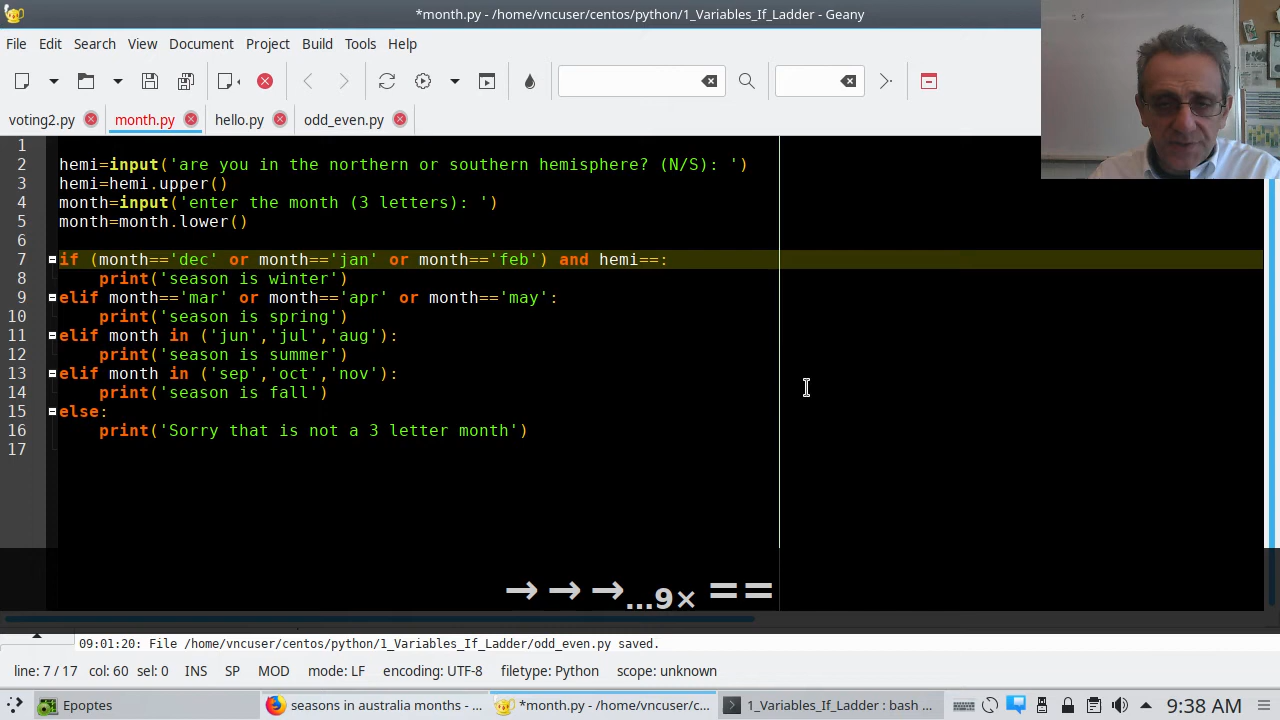 *month.py - /home/vncuser/centos/python/1_Variables_If_Ladder - Geany
File Edit Search View Document Project Build Tools Help
voting2.py month.py hello.py odd_even.py
1
2 hemi=input('are you in the northern or southern hemisphere? (N/S): ')
3 hemi=hemi.upper()
4 month=input('enter the month (3 letters): ')
5 month=month.lower()
6
7 if (month=='dec' or month=='jan' or month=='feb') and hemi==:
8     print('season is winter')
9 elif month=='mar' or month=='apr' or month=='may':
10     print('season is spring')
11 elif month in ('jun','jul','aug'):
12     print('season is summer')
13 elif month in ('sep','oct','nov'):
14     print('season is fall')
15 else:
16     print('Sorry that is not a 3 letter month')
17
→→→...9× ==
09:01:20: File /home/vncuser/centos/python/1_Variables_If_Ladder/odd_even.py saved.
line: 7 / 17 col: 60 sel: 0 INS SP MOD mode: LF encoding: UTF-8 filetype: Python scope: unknown
Epoptes seasons in australia months - ... *month.py - /home/vncuser/c... 1_Variables_If_Ladder : bash ... 9:38 AM